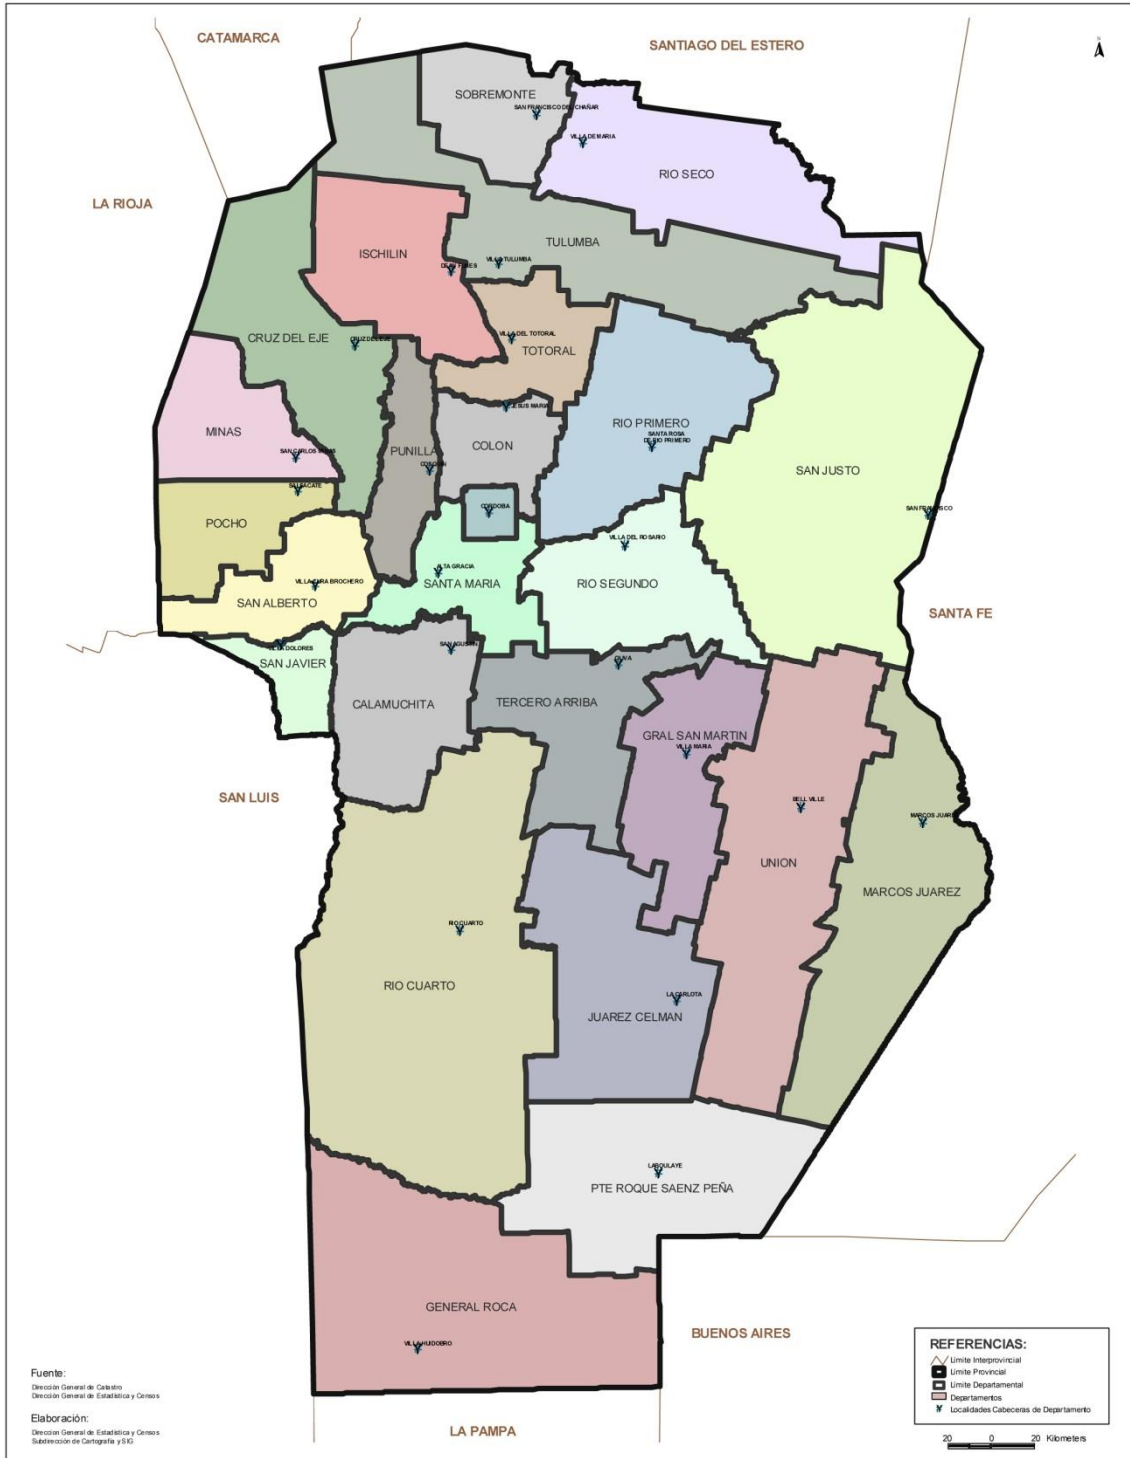 N
CATAMARCA
SANTIAGO DEL ESTERO
SOBREMONTE
SAN FRANCISCO DEL CHAÑAR
VILLA DE MARIA
RIO SECO
LA RIOJA
TULUMBA
ISCHILIN
VILLA TULUMBA
DEAN FUNES
CRUZ DEL EJE
CRUZ DEL EJE
VILLA DEL TOTORAL
TOTORAL
JESUS MARIA
MINAS
RIO PRIMERO
SANTA ROSA
DE RIO PRIMERO
PUNILLA
COLON
SAN CARLOS MINAS
COSQUIN
SAN JUSTO
SALSACATE
POCHO
CORDOBA
SAN FRANCISCO
VILLA DEL ROSARIO
ALTA GRACIA
SANTA MARIA
RIO SEGUNDO
VILLA CURA BROCHERO
SAN ALBERTO
SANTA FE
VILLA DOLORES
SAN JAVIER
SAN AGUSTIN
OLIVA
CALAMUCHITA
TERCERO ARRIBA
GRAL SAN MARTIN
VILLA MARIA
SAN LUIS
BELL VILLE
MARCOS JUAREZ
UNION
MARCOS JUAREZ
RIO CUARTO
RIO CUARTO
LA CARLOTA
JUAREZ CELMAN
LABOULAYE
PTE ROQUE SAENZ PEÑA
GENERAL ROCA
VILLA HUIDOBRO
BUENOS AIRES
LA PAMPA
Fuente:
Dirección General de Catastro
Dirección General de Estadística y Censos
Elaboración:
Direccion General de Estadística y Censos
Subdirección de Cartografía y SIG
REFERENCIAS:
Límite Interprovincial
Límite Provincial
Límite Departamental
Departamentos
Localidades Cabeceras de Departamento
20 0 20 Kilometers